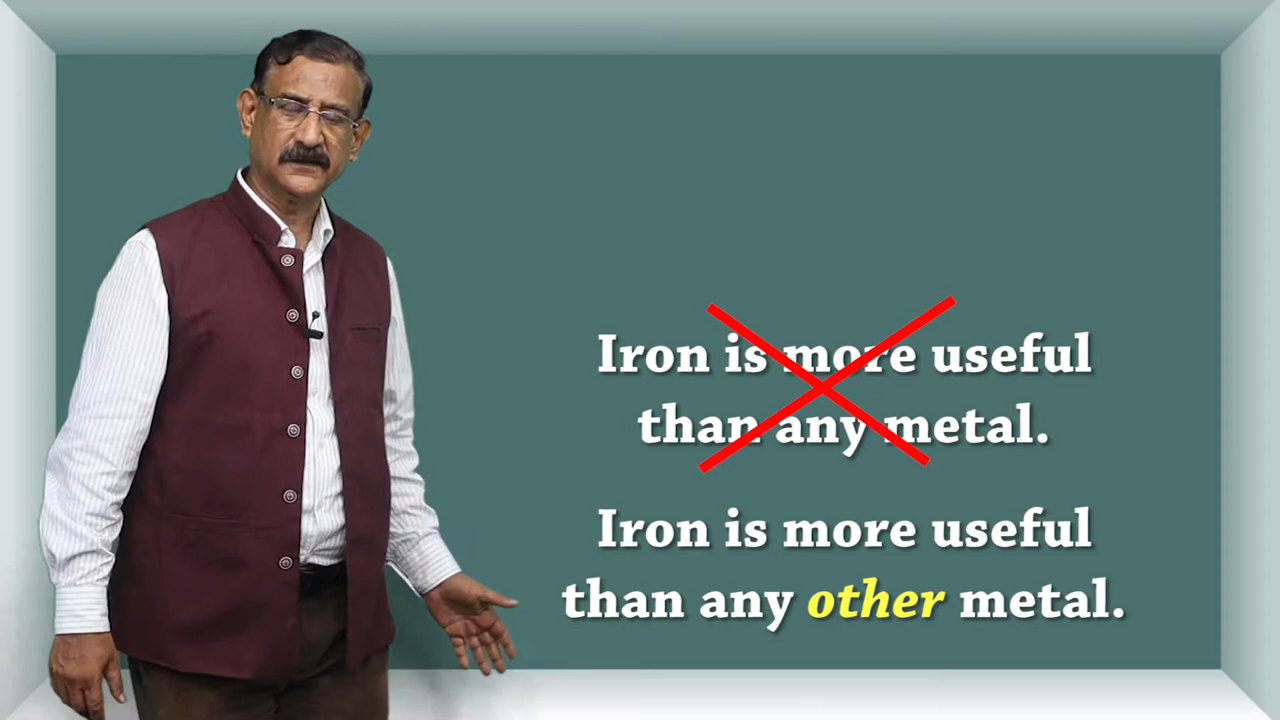 Iron is more useful
than any metal.
Iron is more useful
than any other metal.